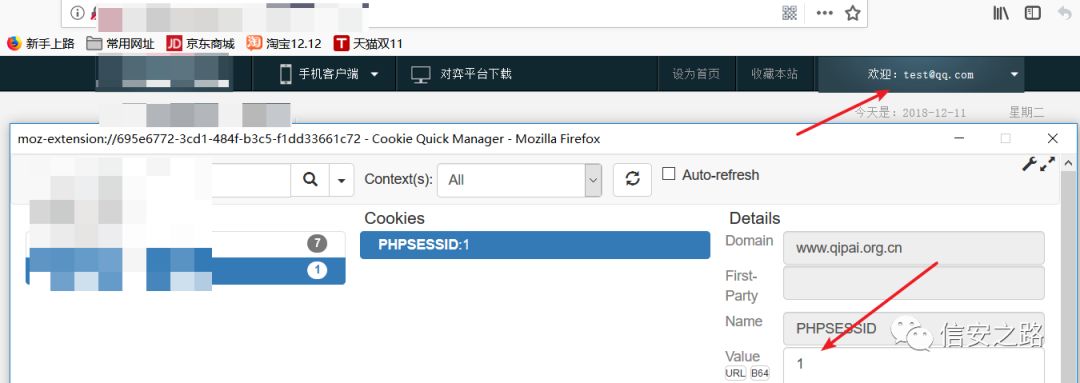 新手上路 常用网址 JD 京东商城 淘 淘宝12.12 T 天猫双11
手机客户端 对弈平台下载 设为首页 收藏本站 欢迎：test@qq.com
今天是：2018-12-11 星期二
moz-extension://695e6772-3cd1-484f-b3c5-f1dd33661c72 - Cookie Quick Manager - Mozilla Firefox
Context(s): All Auto-refresh
Cookies Details
7
1
PHPSESSID:1
Domain www.qipai.org.cn
First-
Party
Name PHPSESSID
Value 1
URL B64
信安之路